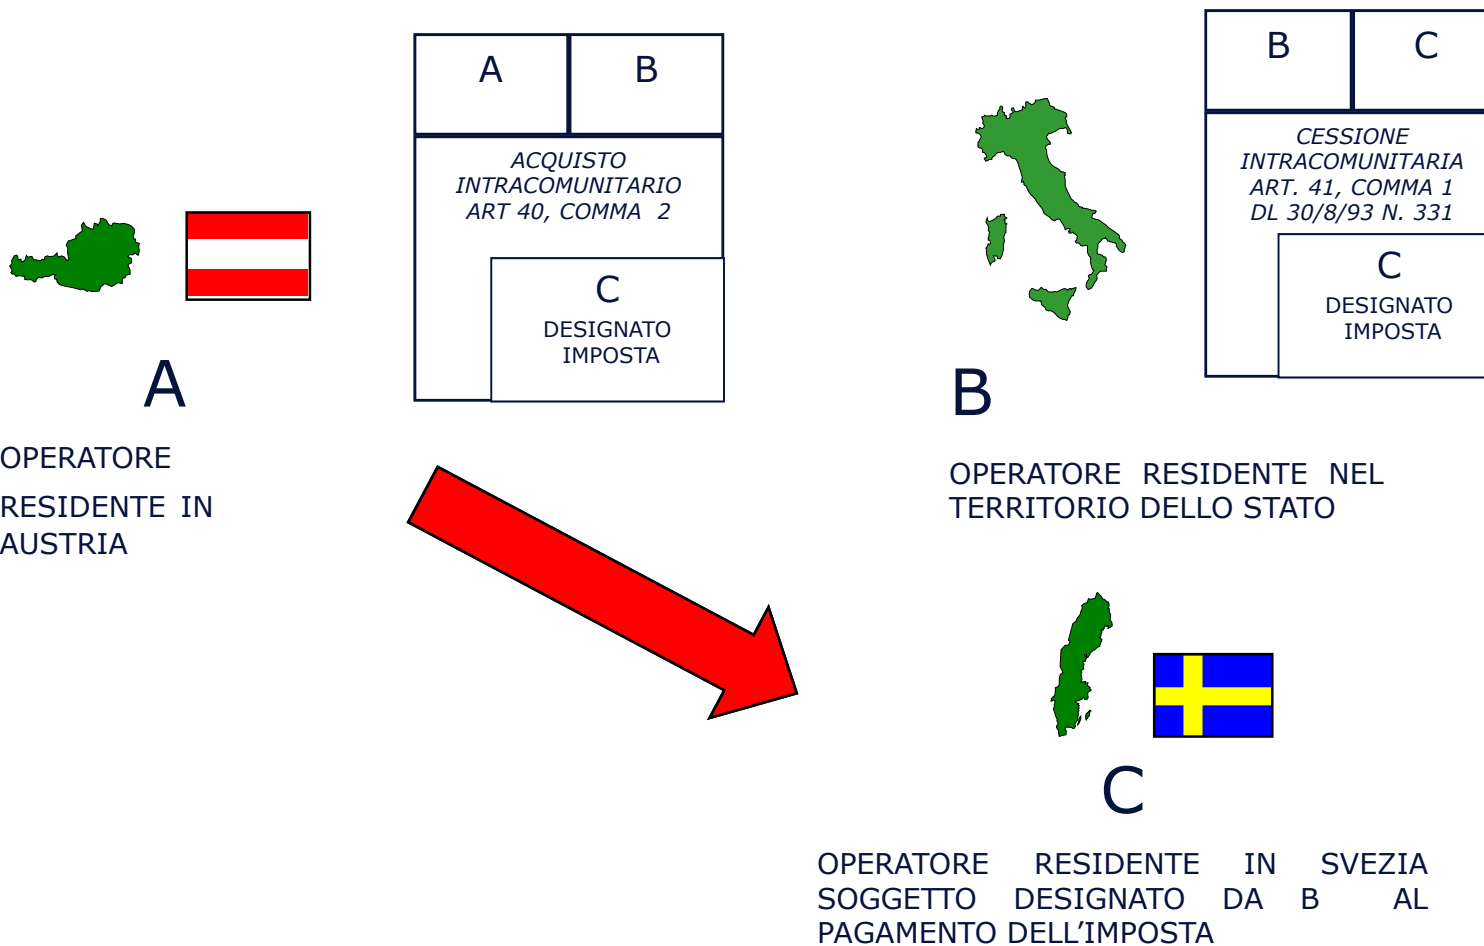 A
B
ACQUISTO
INTRACOMUNITARIO
ART 40, COMMA 2
C
DESIGNATO
IMPOSTA
A
OPERATORE
RESIDENTE IN
AUSTRIA
B
C
CESSIONE
INTRACOMUNITARIA
ART. 41, COMMA 1
DL 30/8/93 N. 331
C
DESIGNATO
IMPOSTA
B
OPERATORE RESIDENTE NEL
TERRITORIO DELLO STATO
C
OPERATORE RESIDENTE IN SVEZIA
SOGGETTO DESIGNATO DA B AL
PAGAMENTO DELL'IMPOSTA